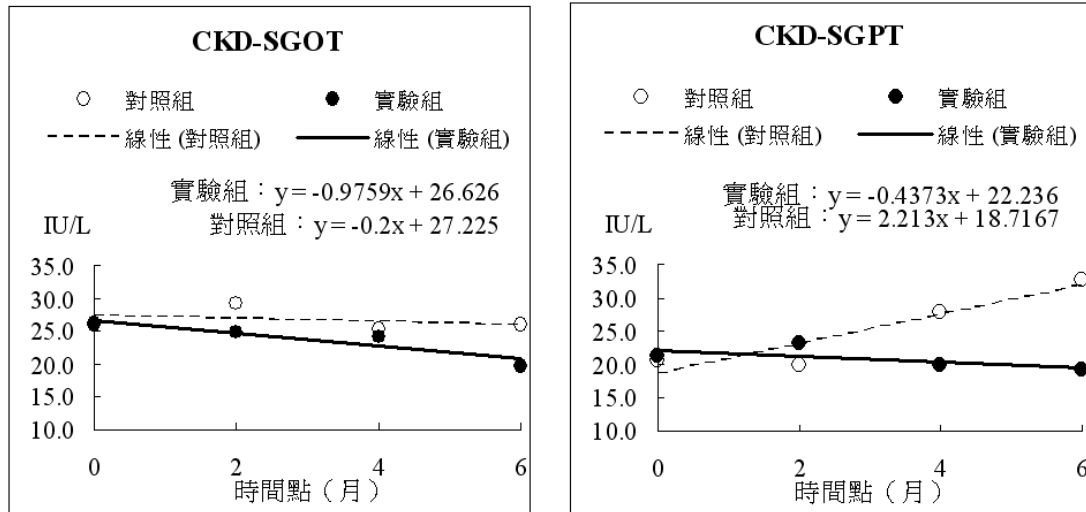 CKD-SGOT
對照組 實驗組
線性 (對照組) 線性 (實驗組)
實驗組：y = -0.9759x + 26.626
對照組：y = -0.2x + 27.225
IU/L
35.0
30.0
25.0
20.0
15.0
10.0
0 2 4 6
時間點（月）
CKD-SGPT
對照組 實驗組
線性 (對照組) 線性 (實驗組)
實驗組：y = -0.4373x + 22.236
對照組：y = 2.213x + 18.7167
IU/L
35.0
30.0
25.0
20.0
15.0
10.0
0 2 4 6
時間點（月）